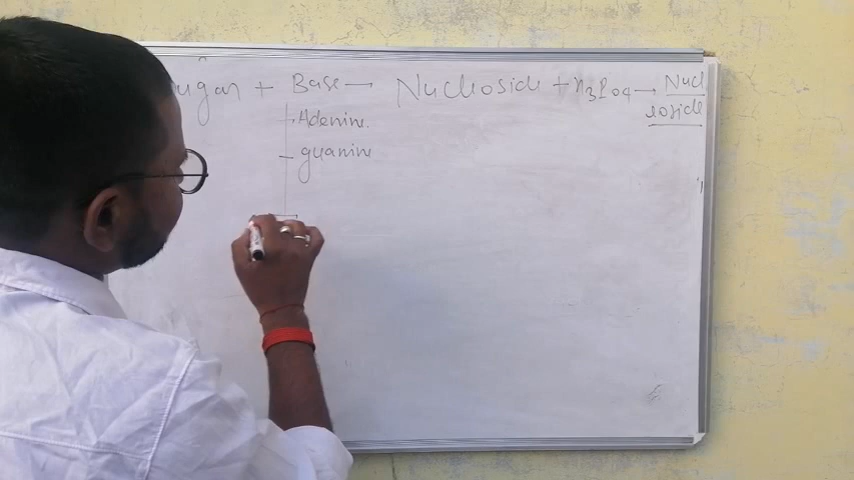 ugar + Base → Nucleoside + H3PO4 → Nucl
eoside
Adenine.
guanine